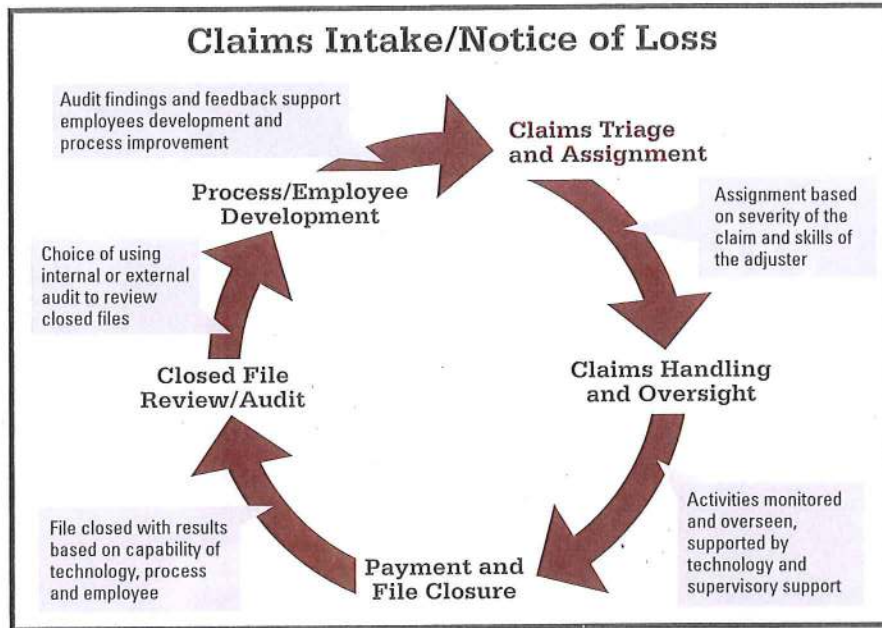 Claims Intake/Notice of Loss
Audit findings and feedback support
employees development and
process improvement
Claims Triage
and Assignment
Process/Employee
Development
Assignment based
on severity of the
claim and skills of
the adjuster
Choice of using
internal or external
audit to review
closed files
Closed File
Review/Audit
Claims Handling
and Oversight
File closed with results
based on capability of
technology, process
and employee
Payment and
File Closure
Activities monitored
and overseen,
supported by
technology and
supervisory support